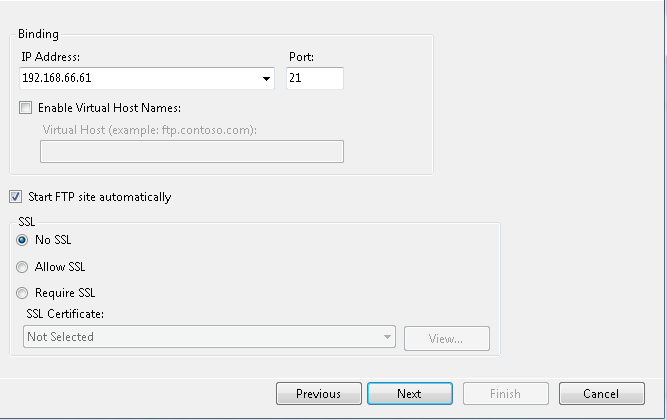 Binding
IP Address: Port:
192.168.66.61 21
Enable Virtual Host Names:
Virtual Host (example: ftp.contoso.com):
Start FTP site automatically
SSL
No SSL
Allow SSL
Require SSL
SSL Certificate:
Not Selected View...
Previous Next Finish Cancel